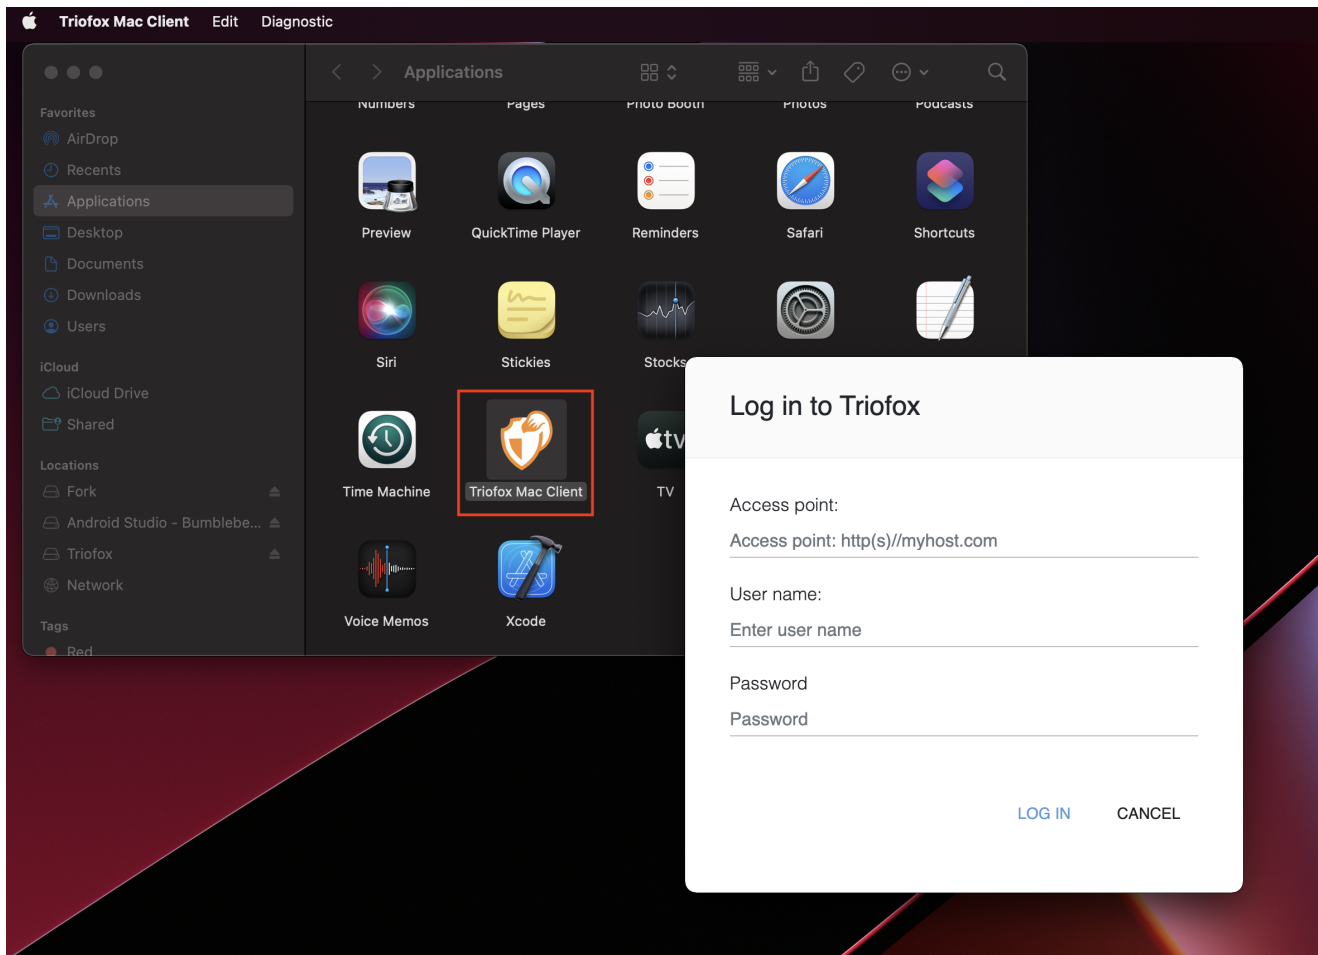 Triofox Mac Client Edit Diagnostic
Applications
Favorites
AirDrop
Recents
Applications
Desktop
Documents
Downloads
Users
iCloud
iCloud Drive
Shared
Locations
Fork
Android Studio - Bumblebe...
Triofox
Network
Tags
Red
Numbers Pages Photo Booth Photos Podcasts
Preview QuickTime Player Reminders Safari Shortcuts
Siri Stickies Stocks
tv
Time Machine Triofox Mac Client TV
Voice Memos Xcode
Log in to Triofox
Access point:
Access point: http(s)//myhost.com
User name:
Enter user name
Password
Password
LOG IN CANCEL